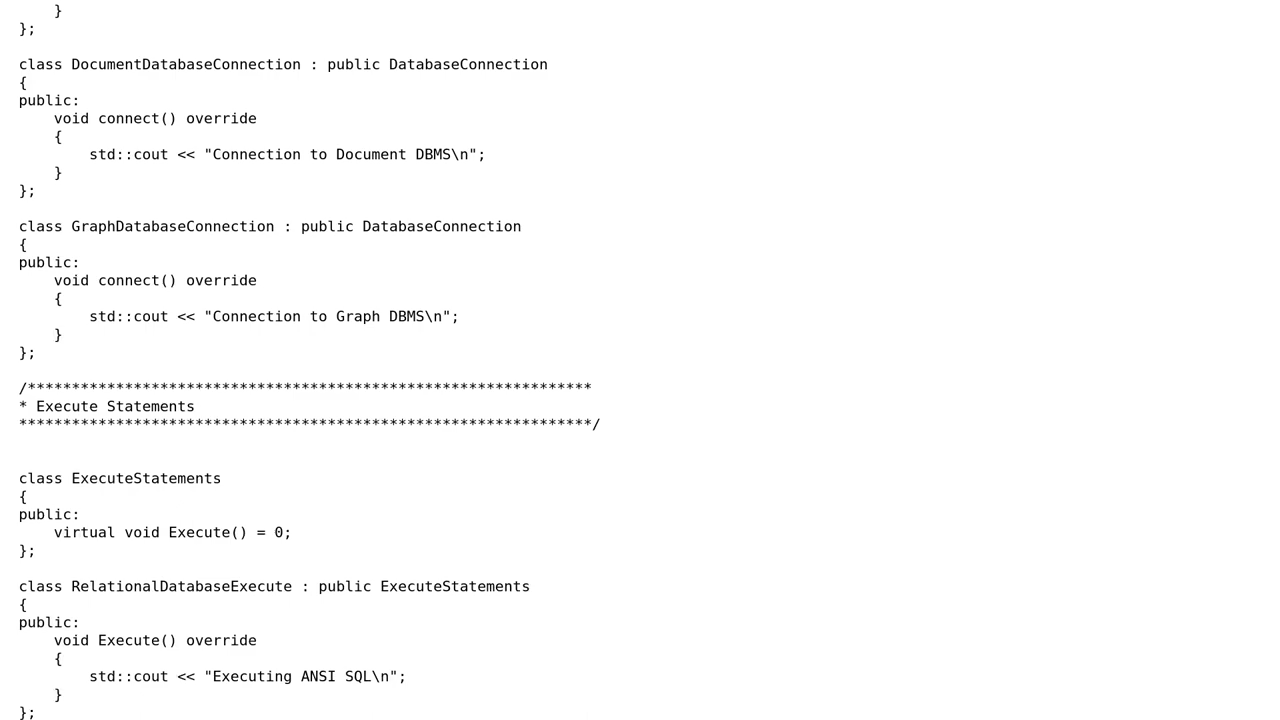 }
};

class DocumentDatabaseConnection : public DatabaseConnection
{
public:
    void connect() override
    {
        std::cout << "Connection to Document DBMS\n";
    }
};

class GraphDatabaseConnection : public DatabaseConnection
{
public:
    void connect() override
    {
        std::cout << "Connection to Graph DBMS\n";
    }
};

/****************************************************************
* Execute Statements
*****************************************************************/


class ExecuteStatements
{
public:
    virtual void Execute() = 0;
};

class RelationalDatabaseExecute : public ExecuteStatements
{
public:
    void Execute() override
    {
        std::cout << "Executing ANSI SQL\n";
    }
};